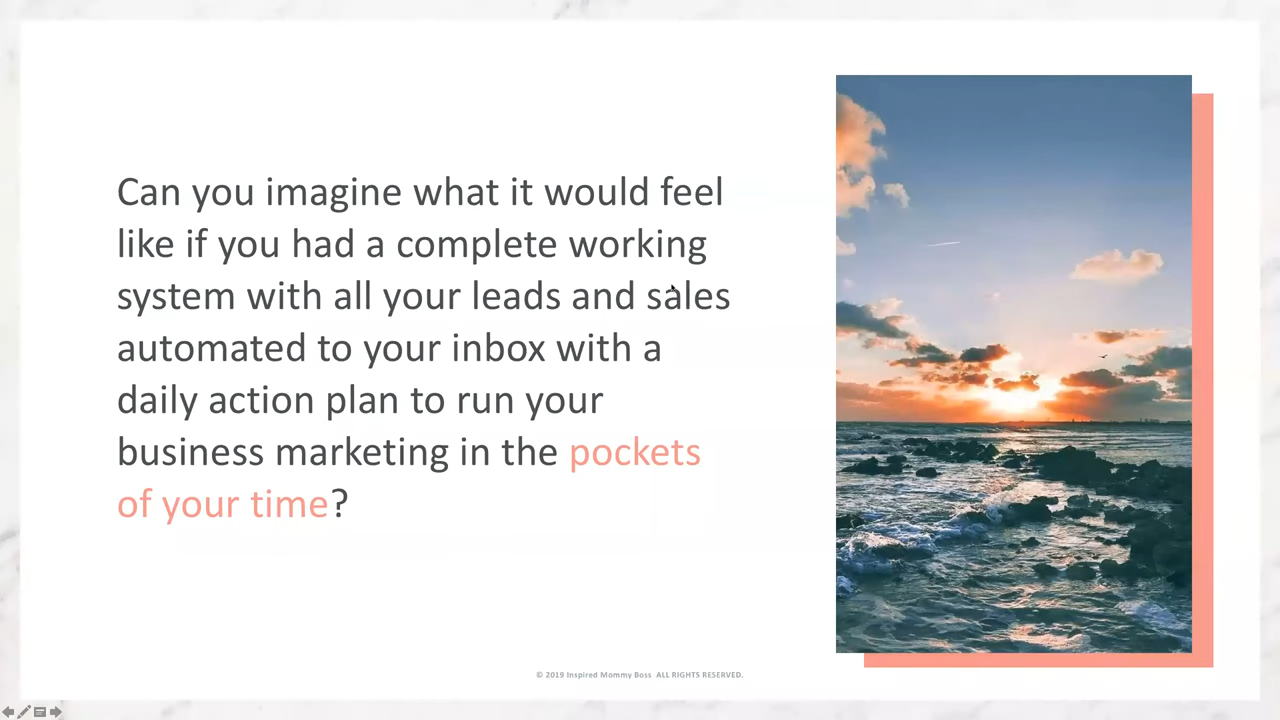 Can you imagine what it would feel
like if you had a complete working
system with all your leads and sales
automated to your inbox with a
daily action plan to run your
business marketing in the pockets
of your time?
© 2019 Inspired Mommy Boss ALL RIGHTS RESERVED.